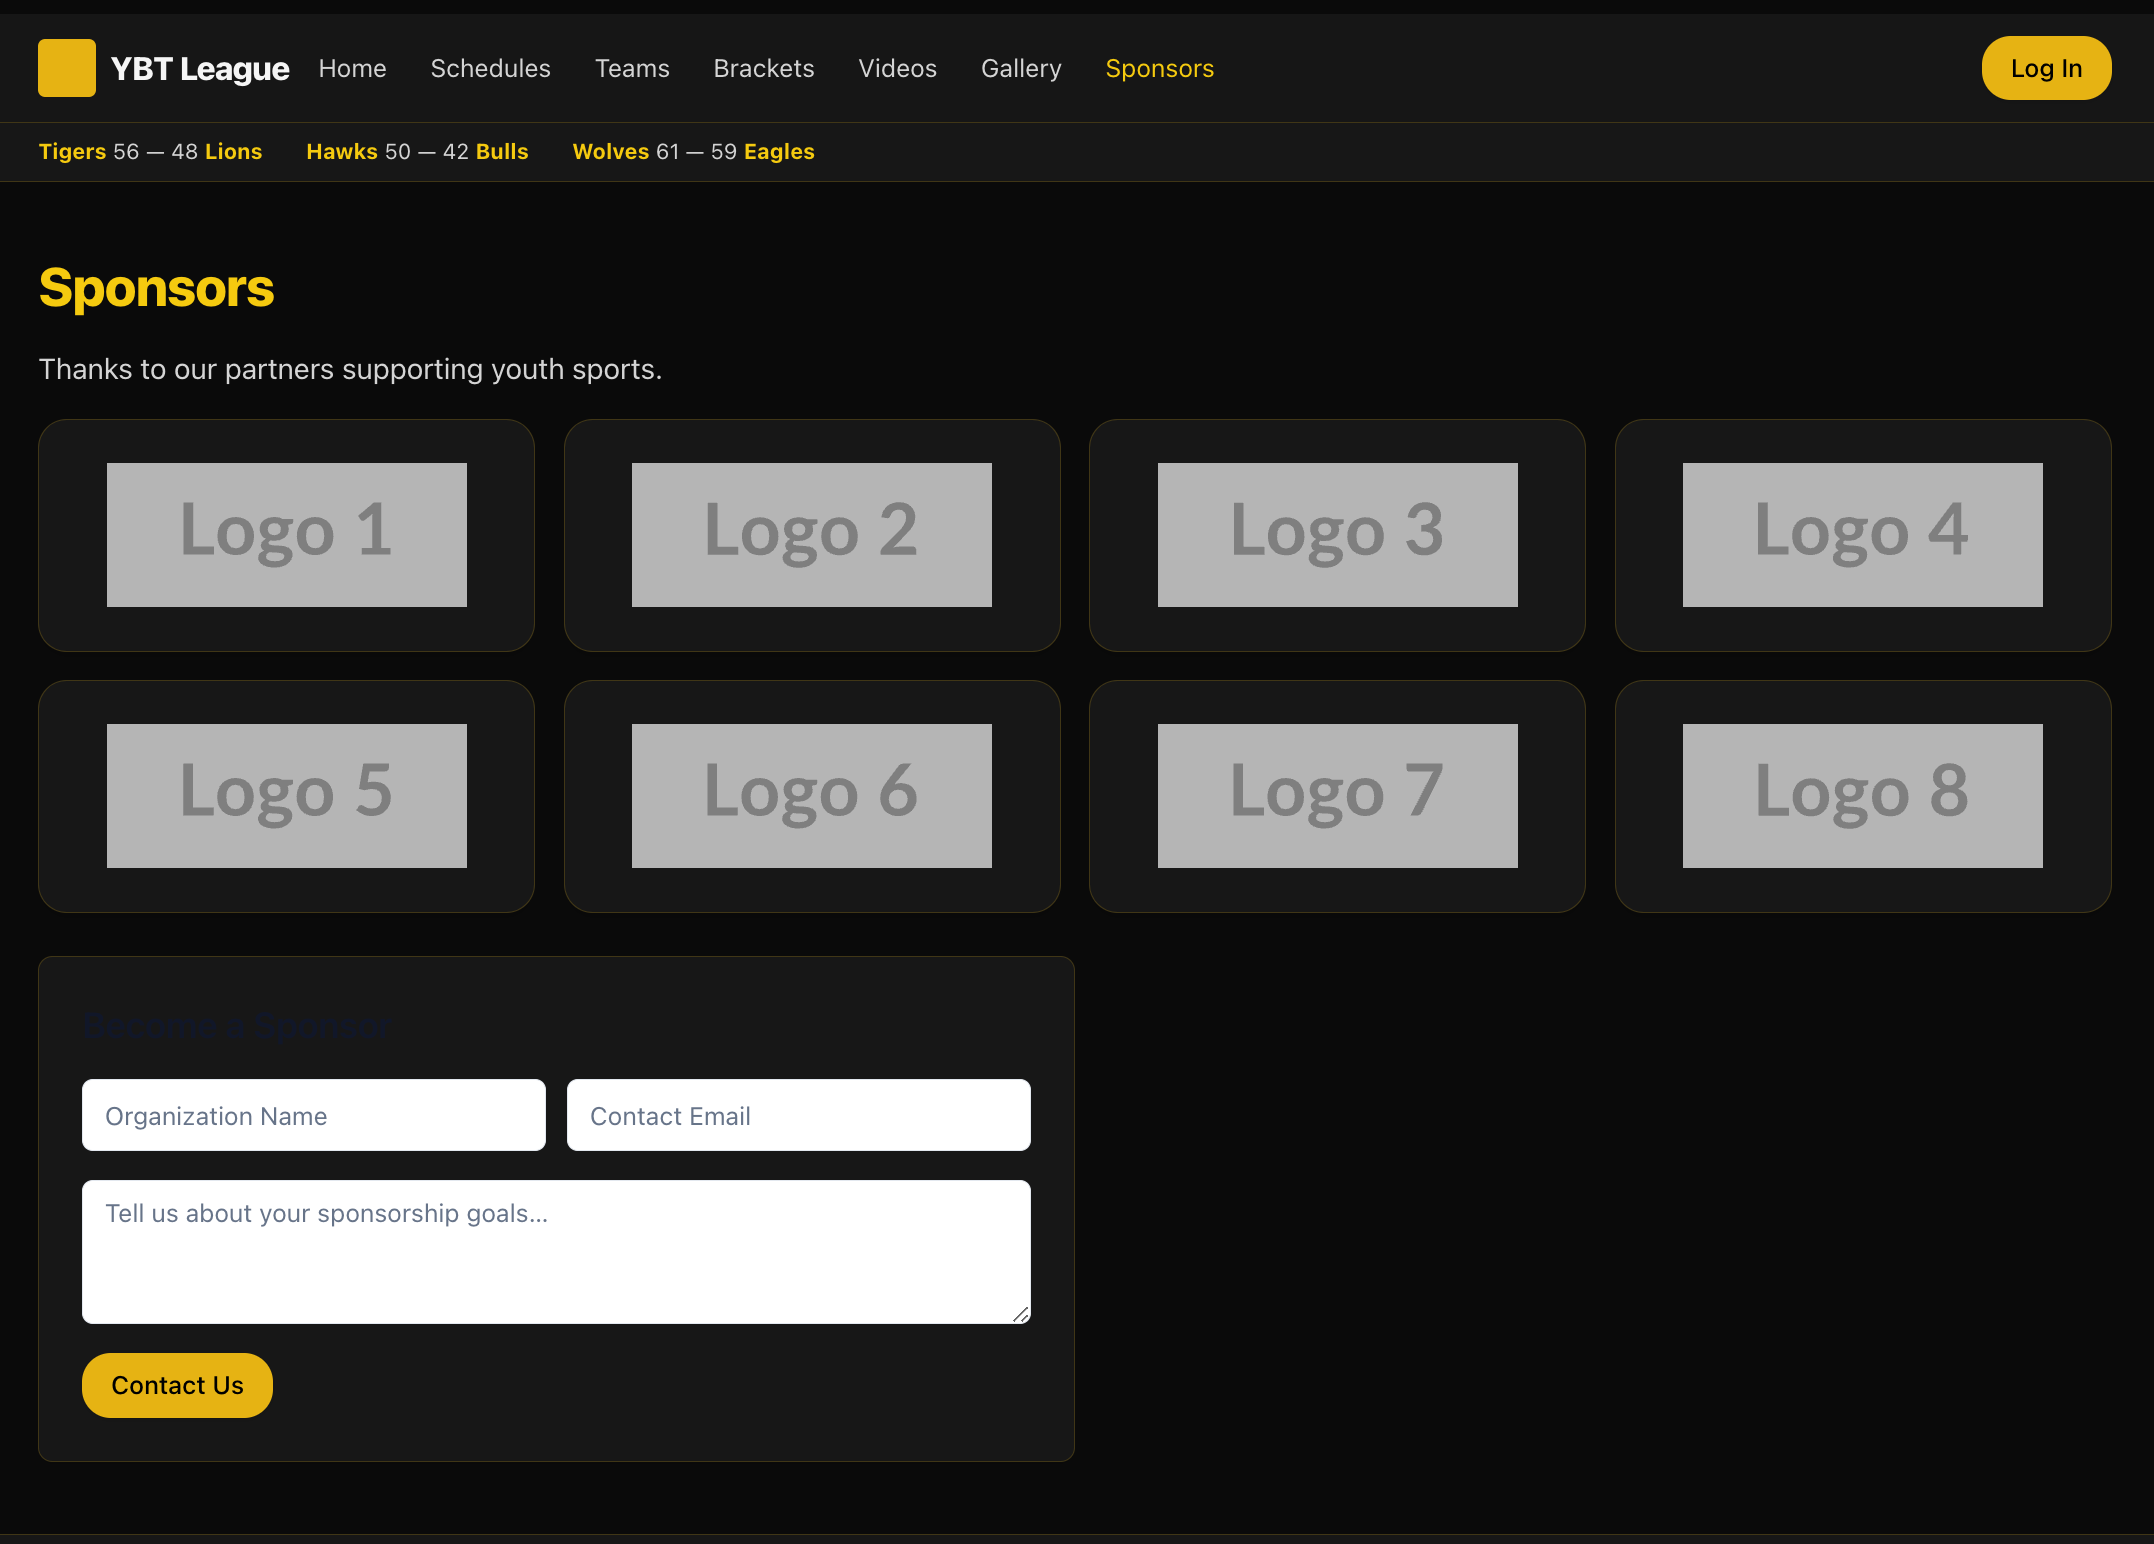 YBT League Home Schedules Teams Brackets Videos Gallery Sponsors Log In
Tigers 56 — 48 Lions Hawks 50 — 42 Bulls Wolves 61 — 59 Eagles
Sponsors
Thanks to our partners supporting youth sports.
Logo 1 Logo 2 Logo 3 Logo 4
Logo 5 Logo 6 Logo 7 Logo 8
Become a Sponsor
Organization Name Contact Email
Tell us about your sponsorship goals...
Contact Us